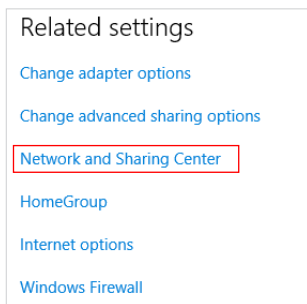 Related settings
Change adapter options
Change advanced sharing options
Network and Sharing Center
HomeGroup
Internet options
Windows Firewall